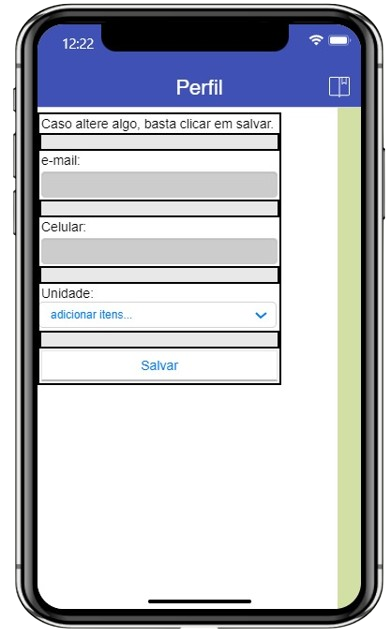 12:22
Perfil
Caso altere algo, basta clicar em salvar.
e-mail:
Celular:
Unidade:
adicionar itens...
Salvar